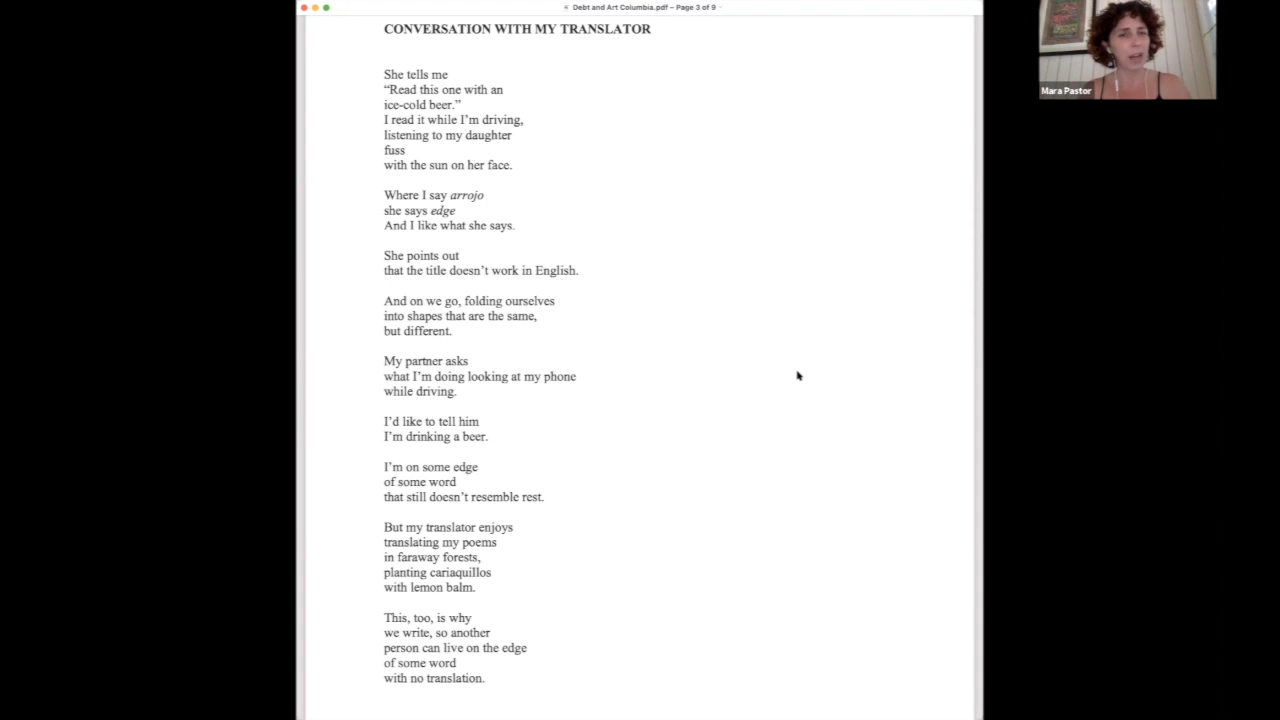 Debt and Art Columbia.pdf – Page 3 of 9
CONVERSATION WITH MY TRANSLATOR
She tells me
“Read this one with an
ice-cold beer.”
I read it while I’m driving,
listening to my daughter
fuss
with the sun on her face.
Where I say arrojo
she says edge
And I like what she says.
She points out
that the title doesn’t work in English.
And on we go, folding ourselves
into shapes that are the same,
but different.
My partner asks
what I’m doing looking at my phone
while driving.
I’d like to tell him
I’m drinking a beer.
I’m on some edge
of some word
that still doesn’t resemble rest.
But my translator enjoys
translating my poems
in faraway forests,
planting cariaquillos
with lemon balm.
This, too, is why
we write, so another
person can live on the edge
of some word
with no translation.
Mara Pastor